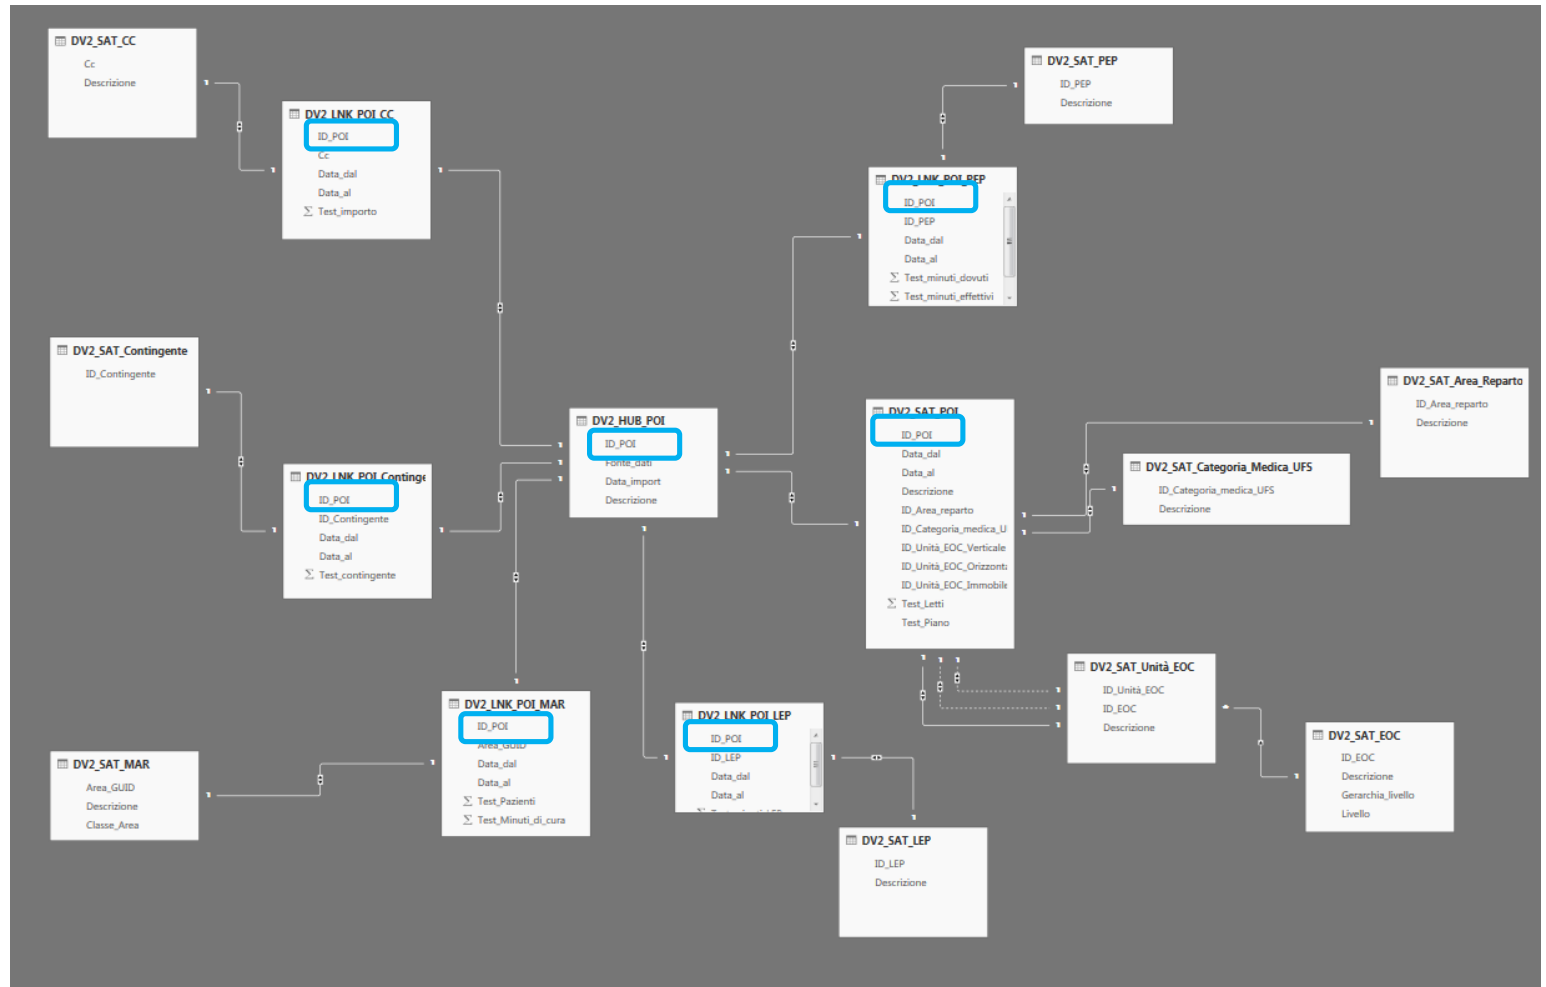 DV2_SAT_CC
Cc
Descrizione
DV2_LNK_POI_CC
ID_POI
Cc
Data_dal
Data_al
Σ Test_importo
DV2_SAT_PEP
ID_PEP
Descrizione
DV2_LNK_POI_PEP
ID_POI
ID_PEP
Data_dal
Data_al
Σ Test_minuti_dovuti
Σ Test_minuti_effettivi
DV2_SAT_Contingente
ID_Contingente
DV2_LNK_POI_Continge
ID_POI
ID_Contingente
Data_dal
Data_al
Σ Test_contingente
DV2_HUB_POI
ID_POI
Fonte_dati
Data_import
Descrizione
DV2_SAT_POI
ID_POI
Data_dal
Data_al
Descrizione
ID_Area_reparto
ID_Categoria_medica_U
ID_Unità_EOC_Verticale
ID_Unità_EOC_Orizzont
ID_Unità_EOC_Immobile
Σ Test_Letti
Test_Piano
DV2_SAT_Area_Reparto
ID_Area_reparto
Descrizione
DV2_SAT_Categoria_Medica_UFS
ID_Categoria_medica_UFS
Descrizione
DV2_SAT_Unità_EOC
ID_Unità_EOC
ID_EOC
Descrizione
DV2_SAT_EOC
ID_EOC
Descrizione
Gerarchia_livello
Livello
DV2_SAT_MAR
Area_GUID
Descrizione
Classe_Area
DV2_LNK_POI_MAR
ID_POI
Area_GUID
Data_dal
Data_al
Σ Test_Pazienti
Σ Test_Minuti_di_cura
DV2_LNK_POI_LEP
ID_POI
ID_LEP
Data_dal
Data_al
DV2_SAT_LEP
ID_LEP
Descrizione